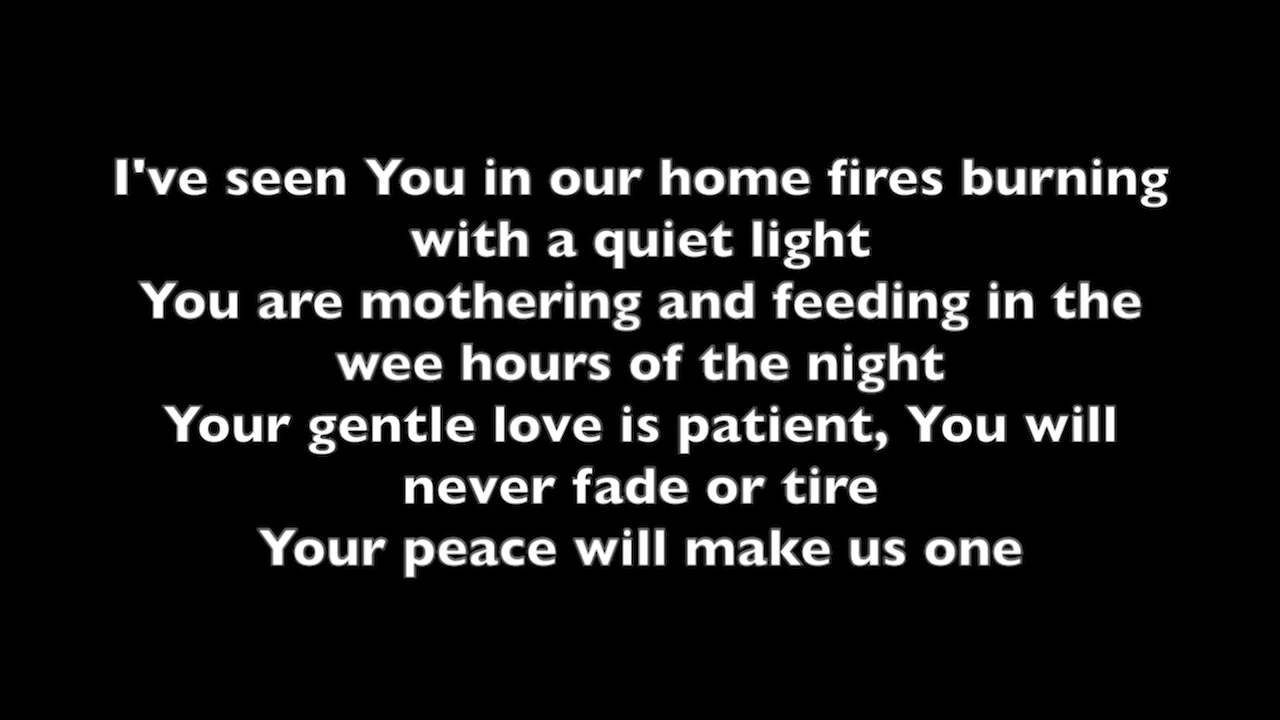 I've seen You in our home fires burning
with a quiet light
You are mothering and feeding in the
wee hours of the night
Your gentle love is patient, You will
never fade or tire
Your peace will make us one